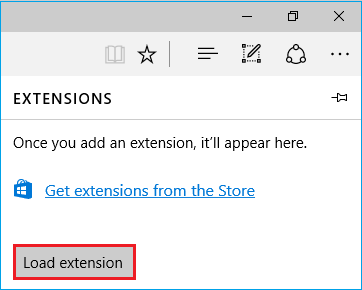 EXTENSIONS
Once you add an extension, it'll appear here.
Get extensions from the Store
Load extension